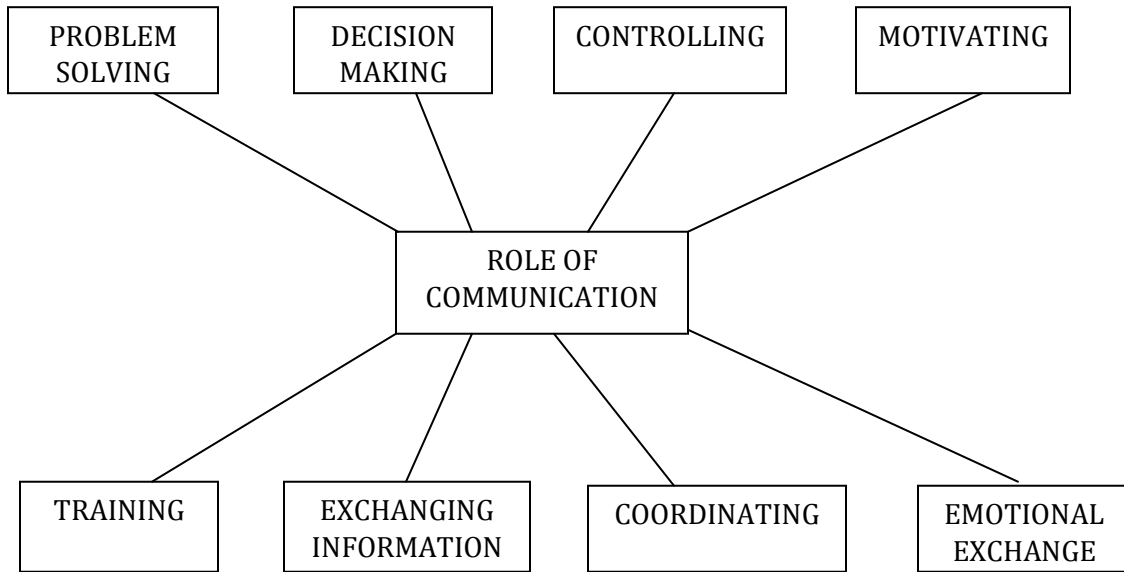 PROBLEM
SOLVING
DECISION
MAKING
CONTROLLING
MOTIVATING
ROLE OF
COMMUNICATION
TRAINING
EXCHANGING
INFORMATION
COORDINATING
EMOTIONAL
EXCHANGE